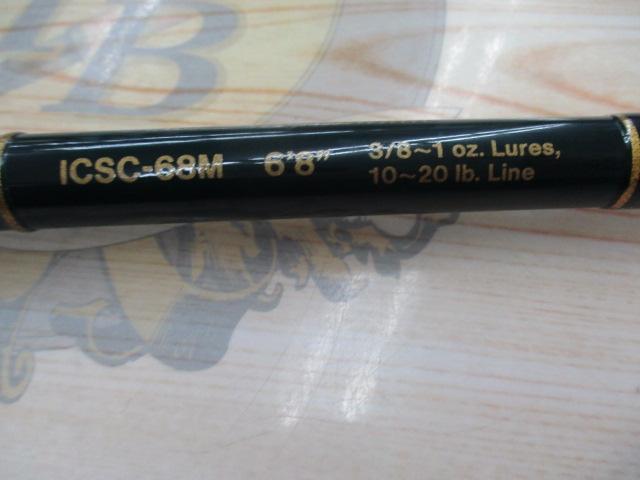 B
ICSC-68M 6'8" 3/8~1 oz. Lures,
10~20 lb. Line